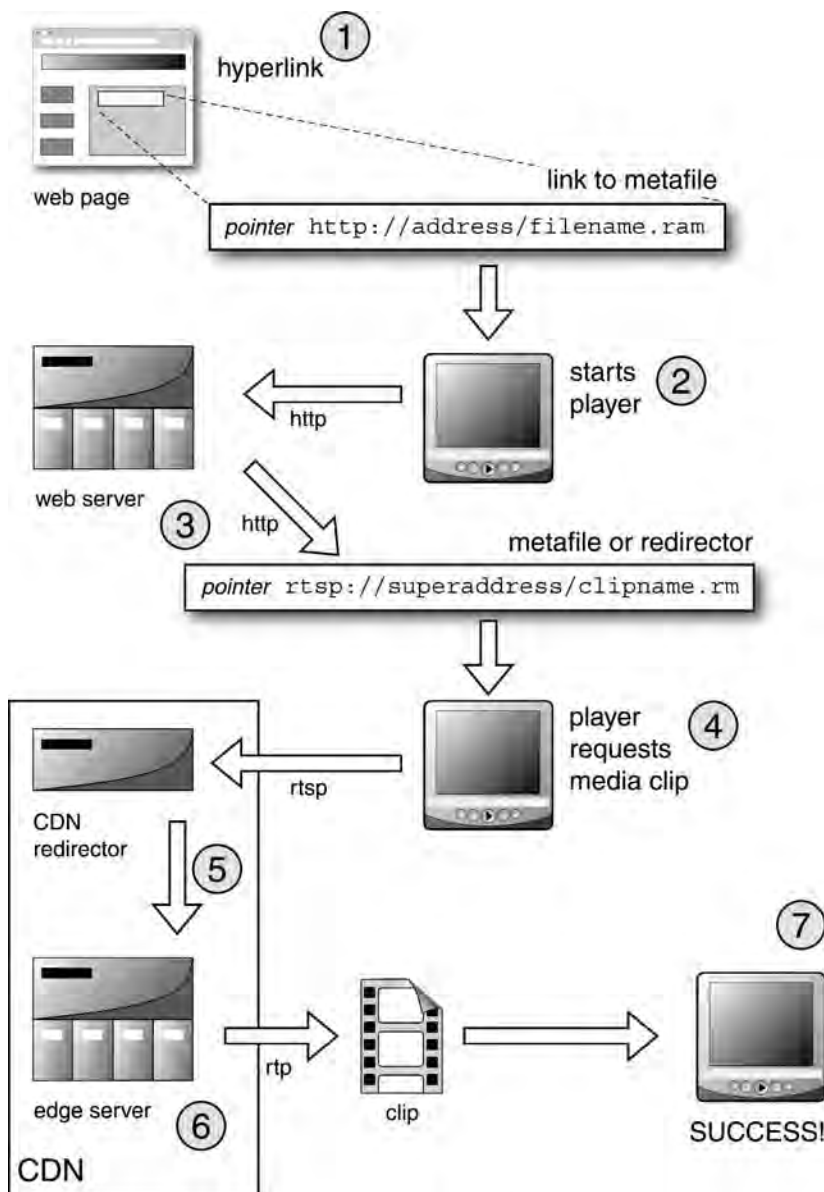 1
hyperlink
web page
link to metafile
pointer http://address/filename.ram
starts
player
2
http
web server
3
http
metafile or redirector
pointer rtsp://superaddress/clipname.rm
player
requests
media clip
4
rtsp
CDN
redirector
5
7
edge server
6
rtp
clip
SUCCESS!
CDN